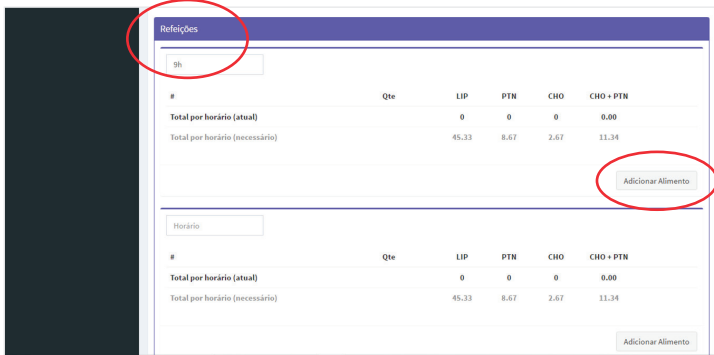 Refeições
9h
# Qte LIP PTN CHO CHO + PTN
Total por horário (atual) 0 0 0 0.00
Total por horário (necessário) 45.33 8.67 2.67 11.34
Adicionar Alimento
Horário
# Qte LIP PTN CHO CHO + PTN
Total por horário (atual) 0 0 0 0.00
Total por horário (necessário) 45.33 8.67 2.67 11.34
Adicionar Alimento